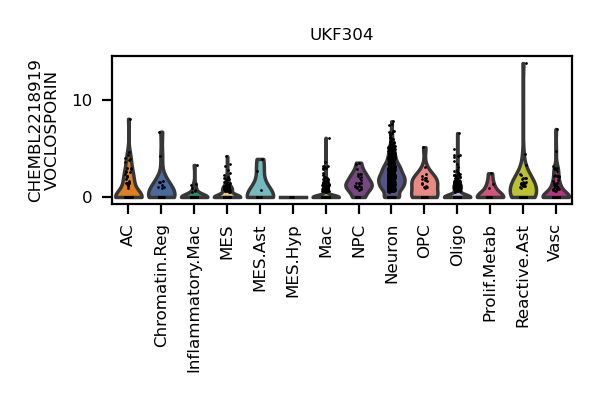 UKF304
CHEMBL2218919
VOCLOSPORIN
10
0
AC
Chromatin.Reg
Inflammatory.Mac
MES
MES.Ast
MES.Hyp
Mac
NPC
Neuron
OPC
Oligo
Prolif.Metab
Reactive.Ast
Vasc